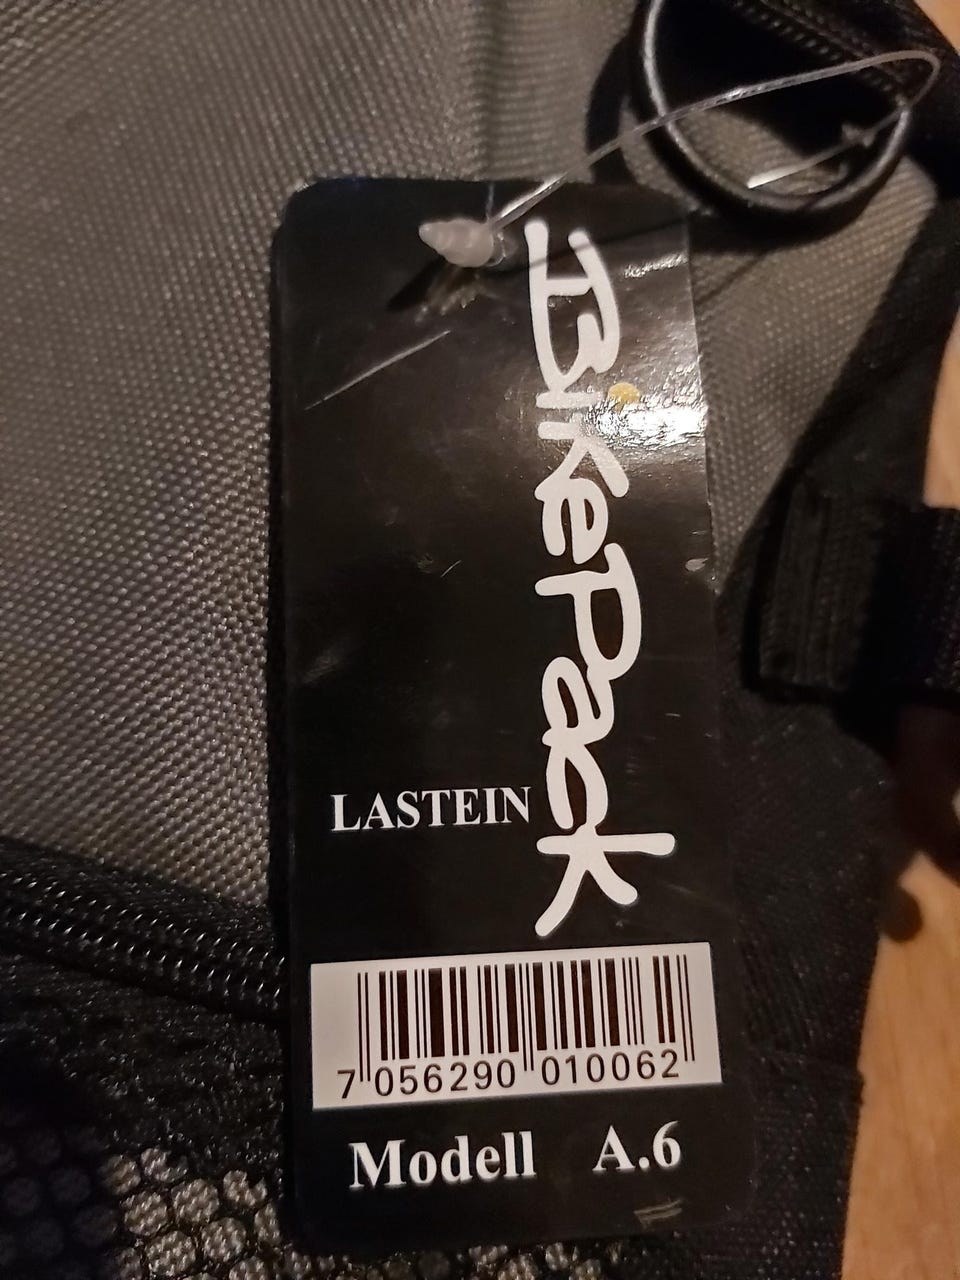 BikePack
LASTEIN
7 056290 010062
Modell A.6